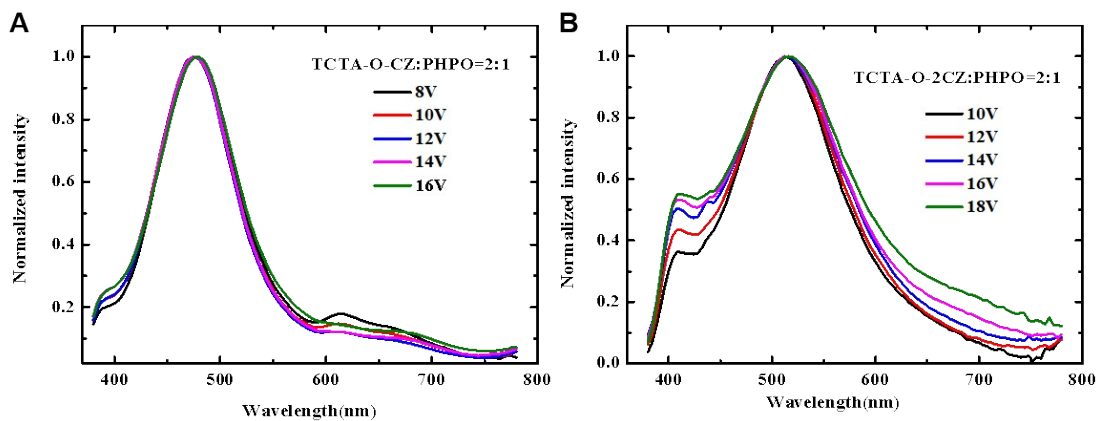 A
TCTA-O-CZ:PHPO=2:1
8V
10V
12V
14V
16V
Normalized intensity
1.0
0.8
0.6
0.4
0.2
400
500
600
700
800
Wavelength(nm)
B
TCTA-O-2CZ:PHPO=2:1
10V
12V
14V
16V
18V
Normalized intensity
1.0
0.8
0.6
0.4
0.2
0.0
400
500
600
700
800
Wavelength(nm)